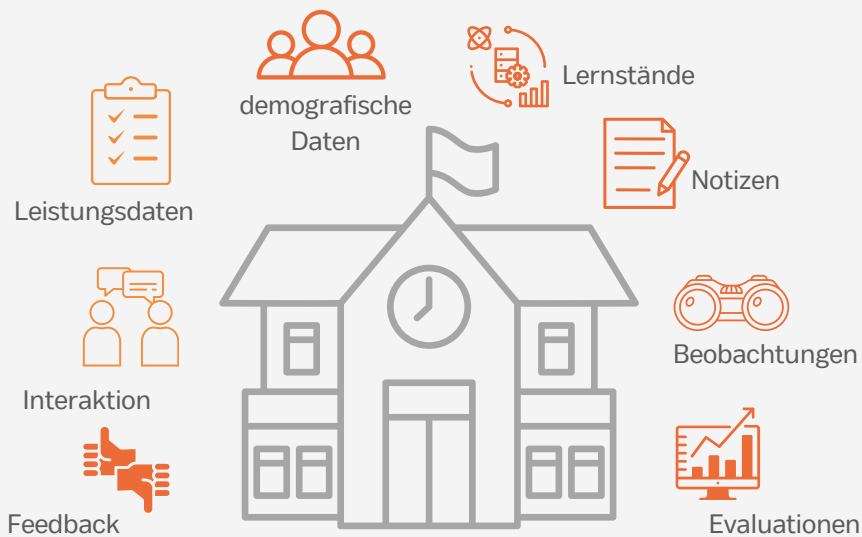 demografische
Daten
Lernstände
Leistungsdaten
Notizen
Interaktion
Beobachtungen
Feedback
Evaluationen